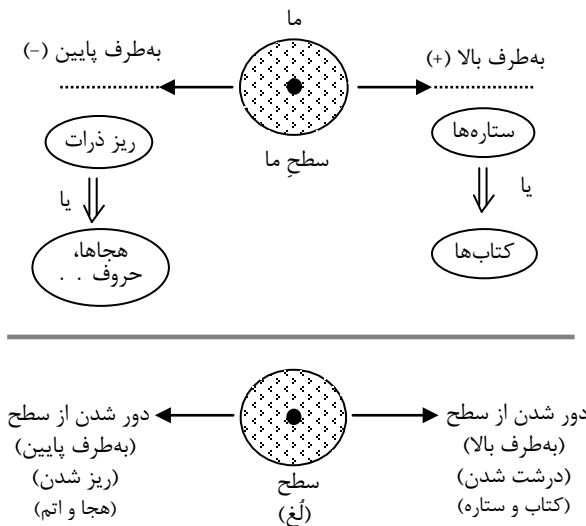 ما
به‌طرف بالا (+)
به‌طرف پایین (–)
ستاره‌ها
ریز ذرات
سطحِ ما
یا
یا
کتاب‌ها
هجاها،
حروف . .
دور شدن از سطح
(به‌طرف بالا)
(درشت شدن)
(کتاب و ستاره)
سطح
(لُغ)
دور شدن از سطح
(به‌طرف پایین)
(ریز شدن)
(هجا و اتم)